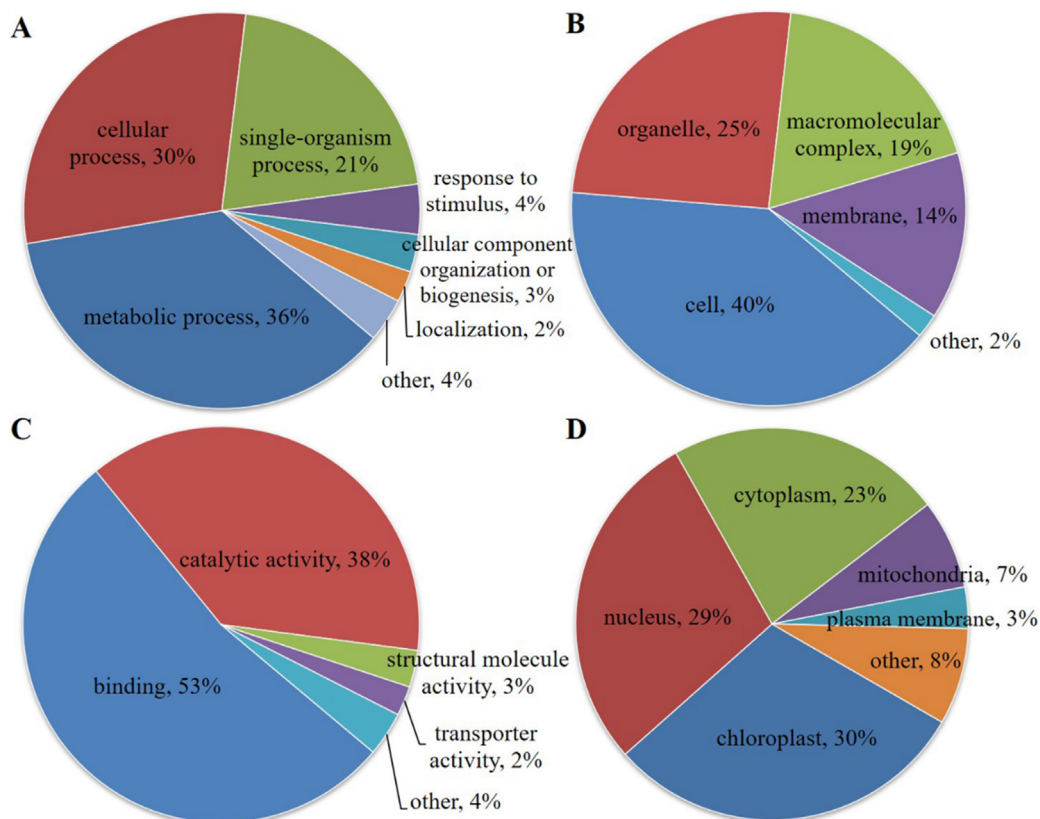 A
cellular
process, 30%
single-organism
process, 21%
response to
stimulus, 4%
cellular component
organization or
biogenesis, 3%
localization, 2%
other, 4%
metabolic process, 36%
B
organelle, 25%
macromolecular
complex, 19%
membrane, 14%
other, 2%
cell, 40%
C
catalytic activity, 38%
structural molecule
activity, 3%
transporter
activity, 2%
other, 4%
binding, 53%
D
cytoplasm, 23%
mitochondria, 7%
plasma membrane, 3%
other, 8%
chloroplast, 30%
nucleus, 29%